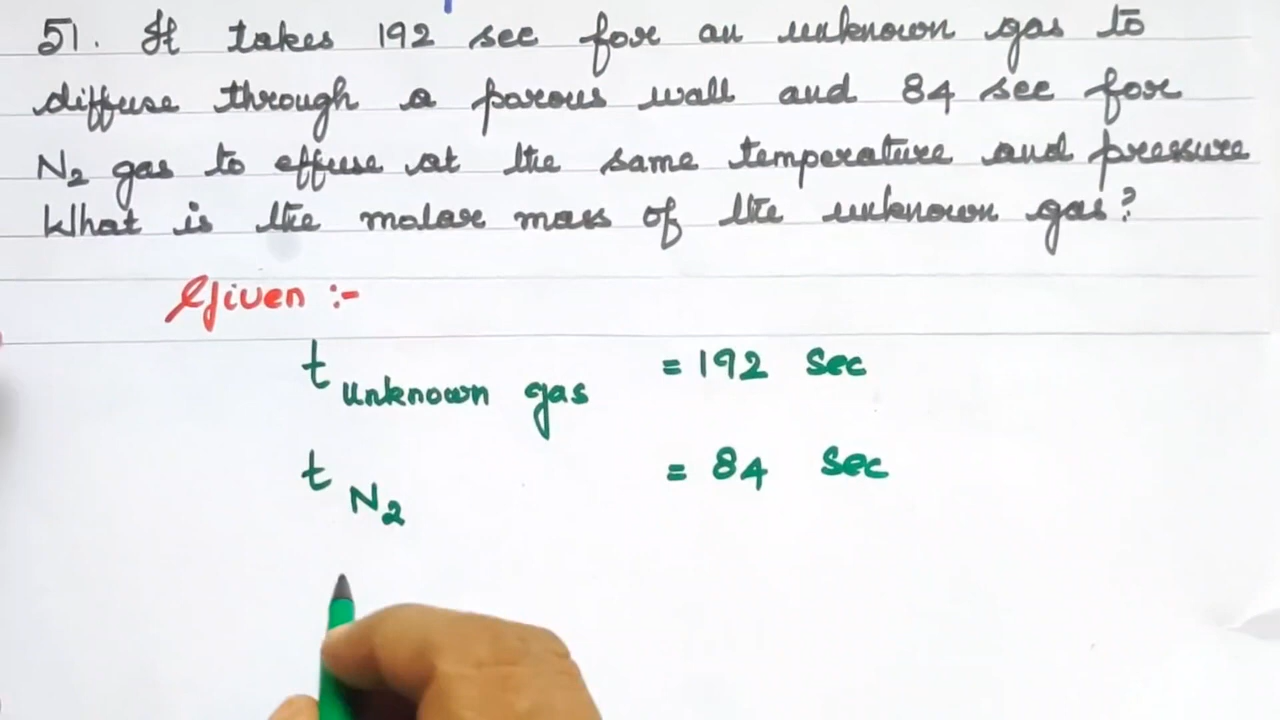 51. It takes 192 sec for an unknown gas to
diffuse through a porous wall and 84 sec for
N₂ gas to effuse at the same temperature and pressure
What is the molar mass of the unknown gas?
Given :-
t unknown gas = 192 sec
t N₂ = 84 sec